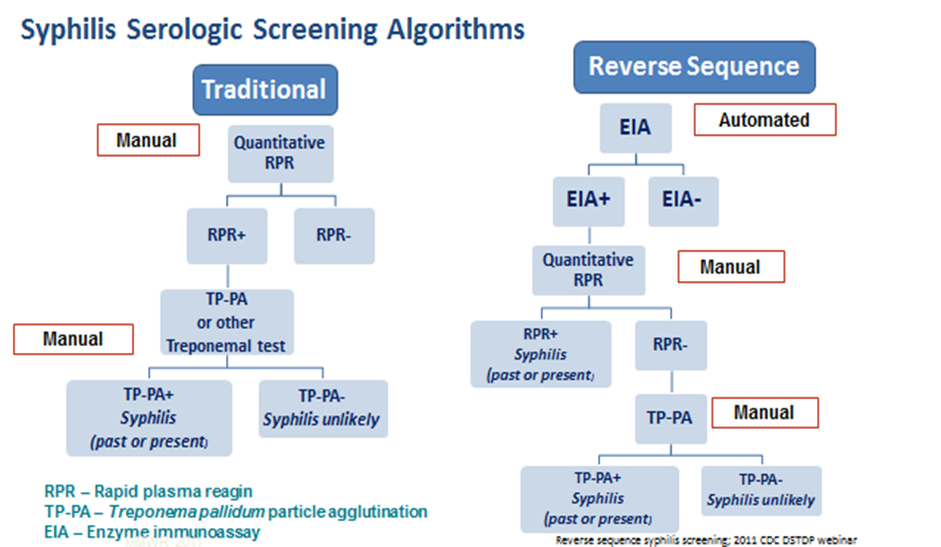 Syphilis Serologic Screening Algorithms
Traditional
Manual
Quantitative
RPR
RPR+
RPR-
TP-PA
or other
Treponemal test
Manual
TP-PA+
Syphilis
(past or present)
TP-PA-
Syphilis unlikely
RPR – Rapid plasma reagin
TP-PA – Treponema pallidum particle agglutination
EIA – Enzyme immunoassay
Reverse Sequence
EIA
Automated
EIA+
EIA-
Quantitative
RPR
Manual
RPR+
Syphilis
(past or present)
RPR-
TP-PA
Manual
TP-PA+
Syphilis
(past or present)
TP-PA-
Syphilis unlikely
Reverse sequence syphilis screening; 2011 CDC DSTDP webinar